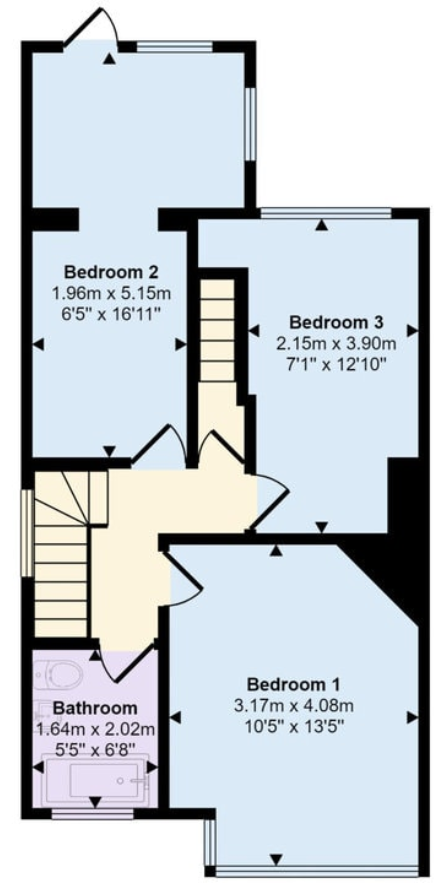 Bedroom 2
1.96m x 5.15m
6'5" x 16'11"
Bedroom 3
2.15m x 3.90m
7'1" x 12'10"
Bedroom 1
3.17m x 4.08m
10'5" x 13'5"
Bathroom
1.64m x 2.02m
5'5" x 6'8"